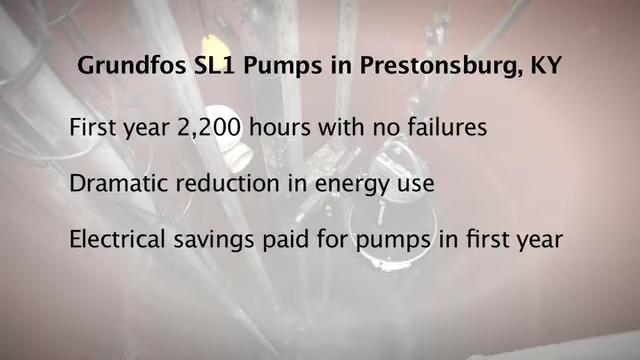 Grundfos SL1 Pumps in Prestonsburg, KY
First year 2,200 hours with no failures
Dramatic reduction in energy use
Electrical savings paid for pumps in first year